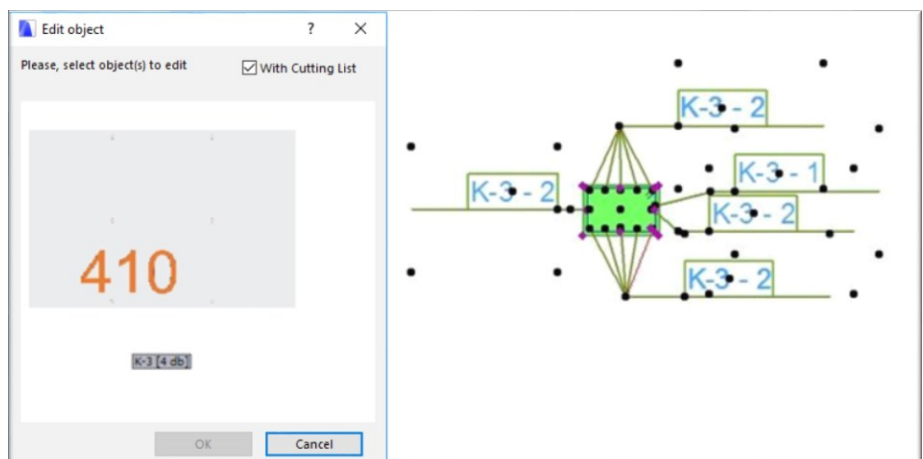 Edit object
?
Please, select object(s) to edit
With Cutting List
410
K-3 [4 db]
OK
Cancel
K-3 - 2
K-3 - 2
K-3 - 1
K-3 - 2
K-3 - 2